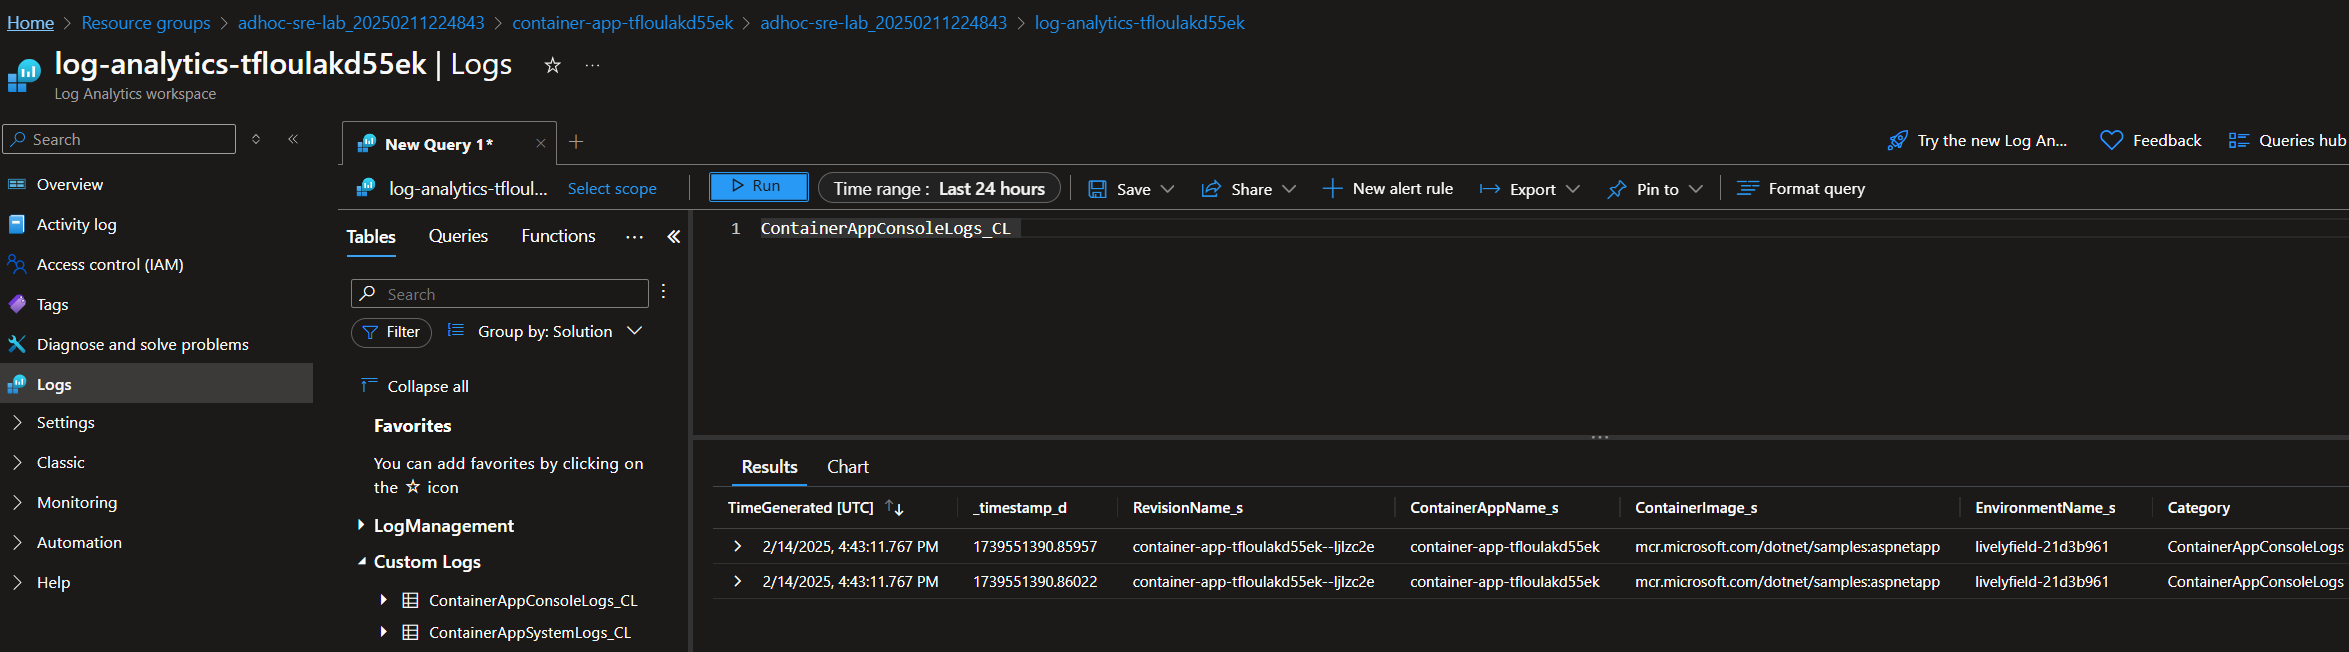 Home > Resource groups > adhoc-sre-lab_20250211224843 > container-app-tfloulakd55ek > adhoc-sre-lab_20250211224843 > log-analytics-tfloulakd55ek
log-analytics-tfloulakd55ek | Logs
Log Analytics workspace
Search
Overview
Activity log
Access control (IAM)
Tags
Diagnose and solve problems
Logs
Settings
Classic
Monitoring
Automation
Help
New Query 1*
Try the new Log An... Feedback Queries hub
log-analytics-tfloul... Select scope Run Time range : Last 24 hours Save Share New alert rule Export Pin to Format query
Tables Queries Functions ...
Search
Filter Group by: Solution
Collapse all
Favorites
You can add favorites by clicking on
the ☆ icon
LogManagement
Custom Logs
ContainerAppConsoleLogs_CL
ContainerAppSystemLogs_CL
1 ContainerAppConsoleLogs_CL
Results Chart
TimeGenerated [UTC] _timestamp_d RevisionName_s ContainerAppName_s ContainerImage_s EnvironmentName_s Category
2/14/2025, 4:43:11.767 PM 1739551390.85957 container-app-tfloulakd55ek--ljlzc2e container-app-tfloulakd55ek mcr.microsoft.com/dotnet/samples:aspnetapp livelyfield-21d3b961 ContainerAppConsoleLogs
2/14/2025, 4:43:11.767 PM 1739551390.86022 container-app-tfloulakd55ek--ljlzc2e container-app-tfloulakd55ek mcr.microsoft.com/dotnet/samples:aspnetapp livelyfield-21d3b961 ContainerAppConsoleLogs